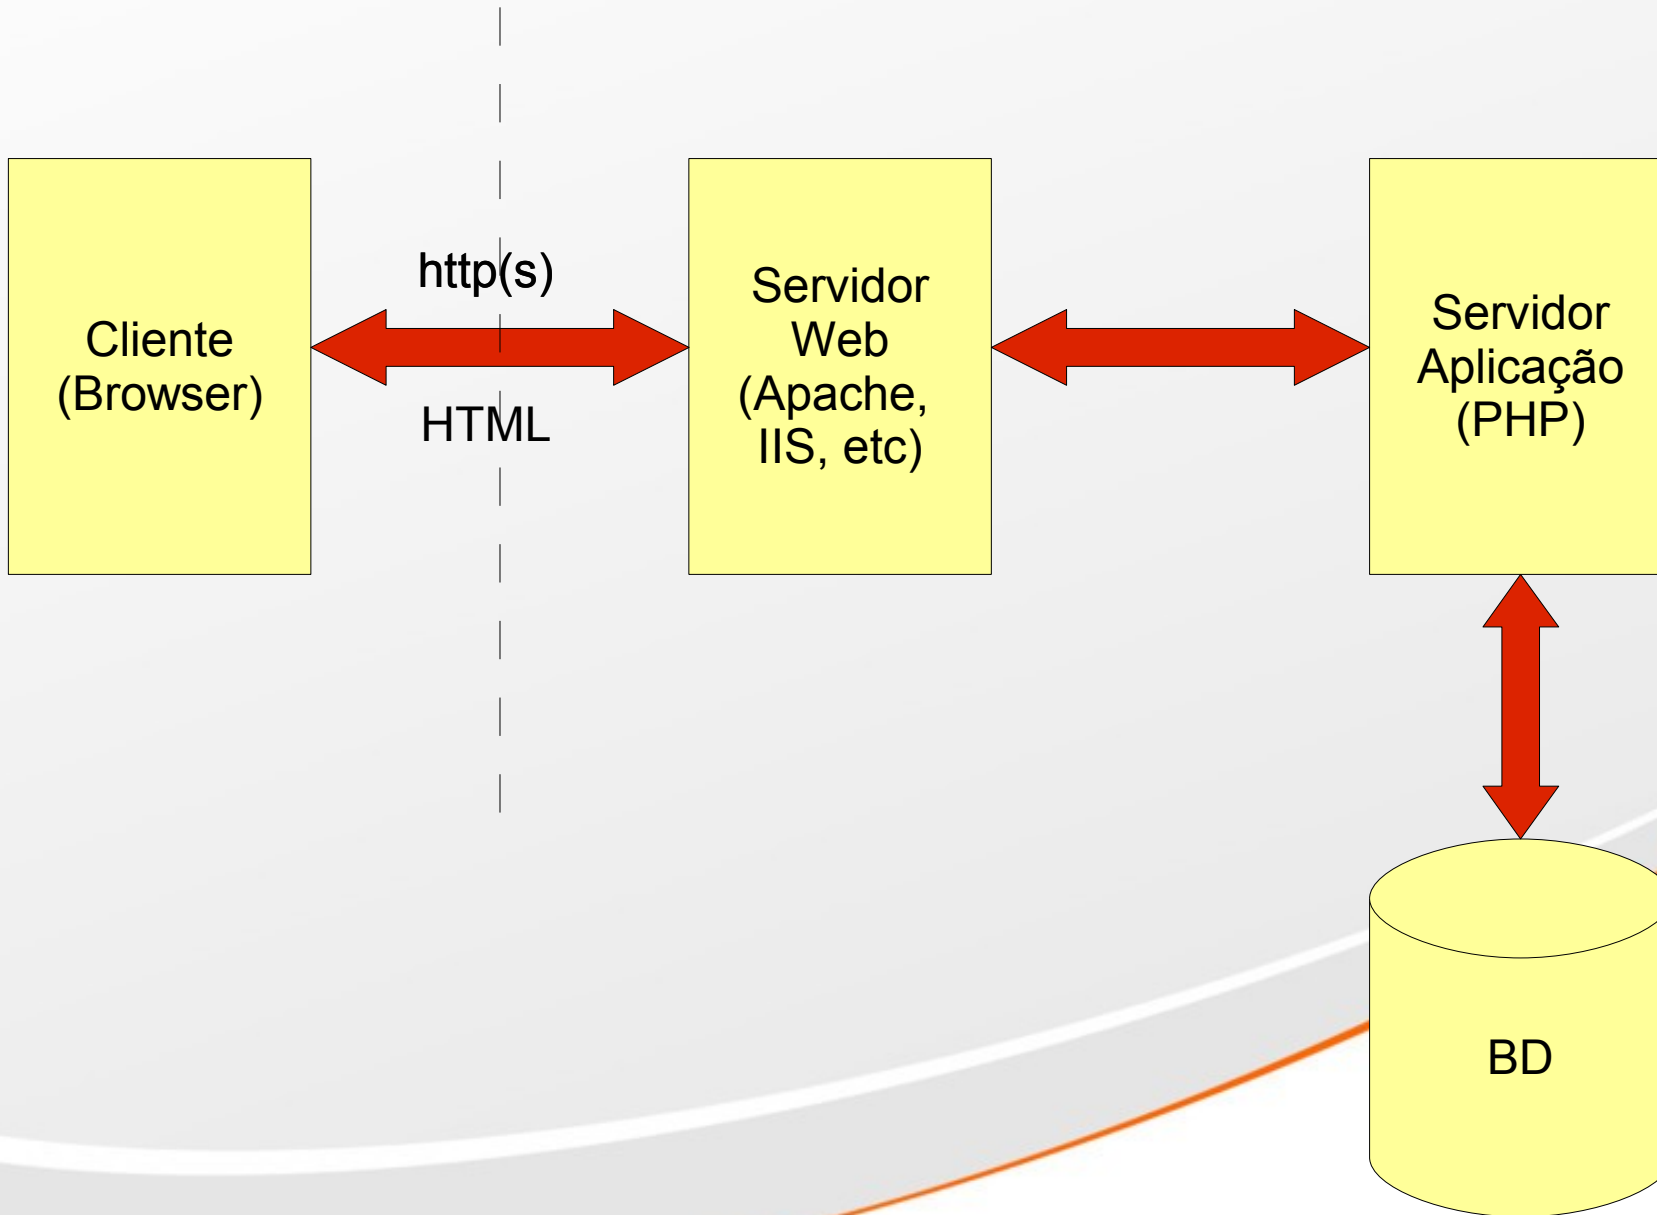 Cliente
(Browser)
http(s)
HTML
Servidor
Web
(Apache,
IIS, etc)
Servidor
Aplicação
(PHP)
BD